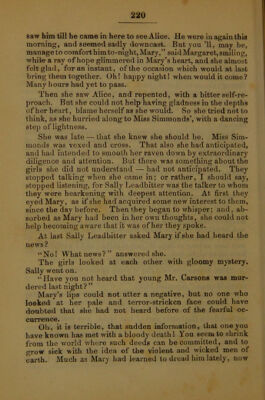 220
saw him till he came in here to see Alice. He were in again this
morning, and seemed sadly downcast. But you 'll, may be,
manage to comfort him to-night, Mary," said Margaret, smiling,
while a ray of hope glimmered in Mary's heart, and she almost
felt glad, for an instant, of the occasion which would at last
bring them together. Oh! happy night! when would it come?
Many hours had yet to pass.
Then she saw Alice, and repented, with a bitter self-re-
proach. But she could not help having gladness in the depths
of her heart, blame herself as she would. So she tried not to
think, as she hurried along to Miss Simmonds', with a dancing
step of lightness.
She was late — that she knew she should be. Miss Sim-
monds was vexed and cross. That also she had anticipated,
and had intended to smooth her raven down by extraordinary
diligence and attention. But there was something about the
girls she did not understand — had not anticipated. They
stopped talking when she came in; or rather, I should say,
stopped listening, for Sally Leadbitter was the talker to whom
they were hearkening with deepest attention. At first they
eyed Mary, as if she had acquired some new interest to them,
since the day before. Then they began to whisper; and, ab-
sorbed as Mary had been in her own thoughts, she could not
help becoming aware that it was of her they spoke.
At last Sally Leadbitter asked Mary if she had heard the
news?
"No! What news?" answered she.
The girls looked at each other with gloomy mystery.
Sally went on.
"Have you not heard that young Mr. Carsons was mur-
dered last night?"
Mary's lips could not utter a negative, but no one who
looked at her pale and terror-stricken face could have
doubted that she had not heard before of the fearful oc-
currence.
Oh, it is terrible, that sudden information, that one you
have known has met with a bloody death! You seem to shrink
from the world where such deeds can be committed, and to
grow sick with the idea of the violent and wicked men of
earth. Much as Mary had learned to dread him lately, now